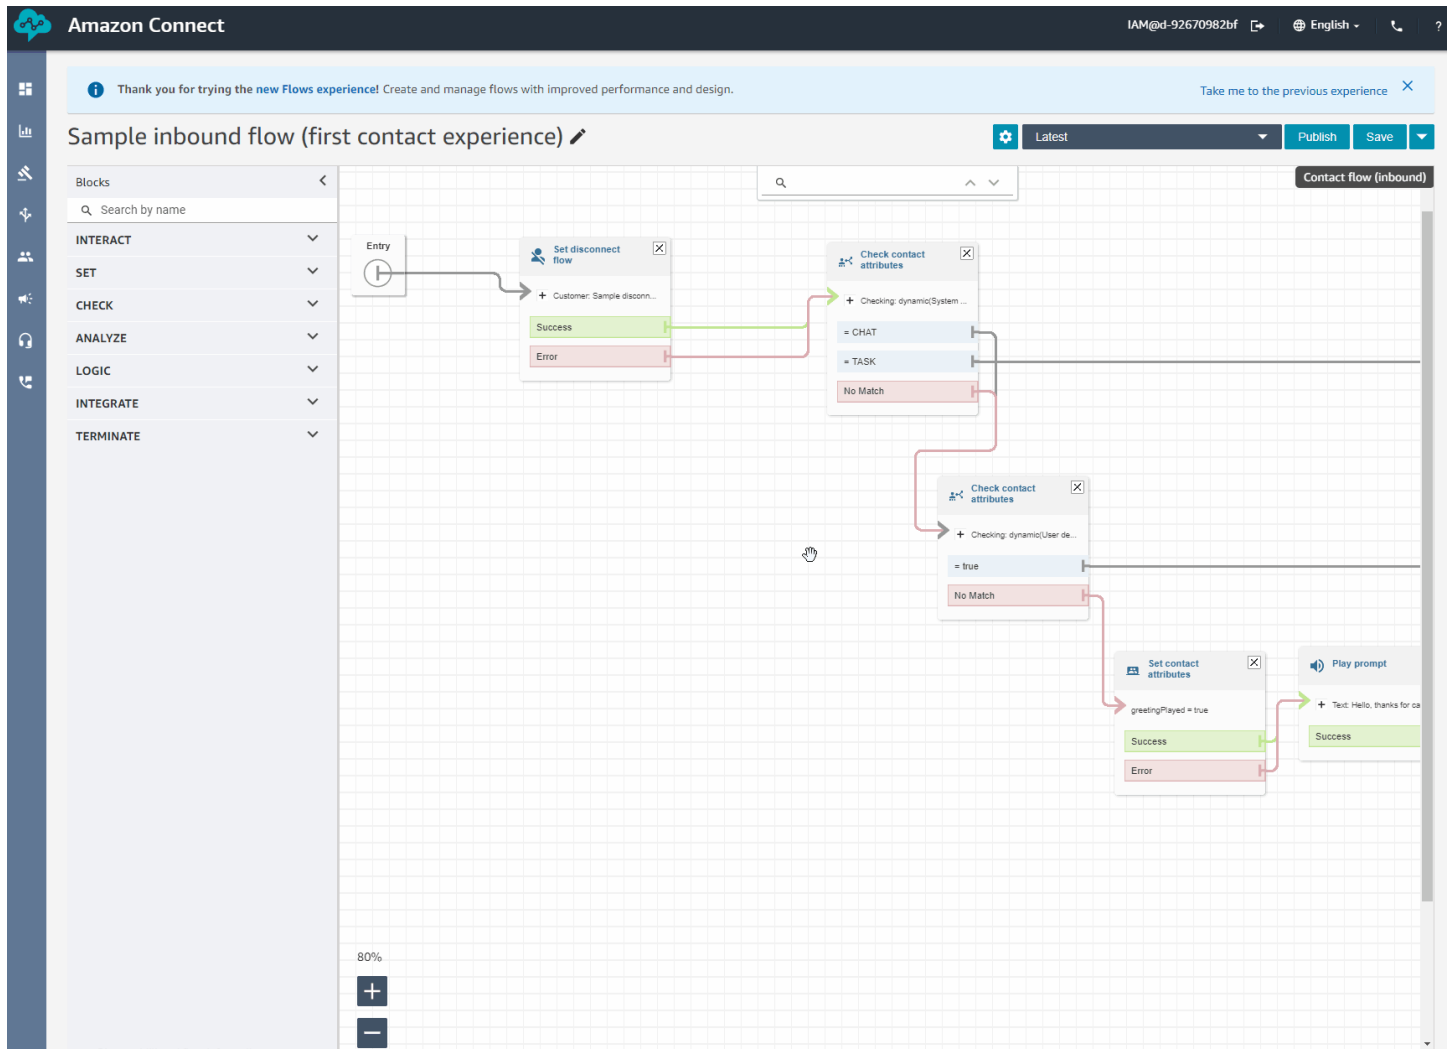 Amazon Connect
IAM@d-92670982bf
English
?
Thank you for trying the new Flows experience! Create and manage flows with improved performance and design.
Take me to the previous experience
Sample inbound flow (first contact experience)
Latest
Publish
Save
Blocks
Contact flow (inbound)
Search by name
INTERACT
SET
CHECK
ANALYZE
LOGIC
INTEGRATE
TERMINATE
Entry
Set disconnect
flow
+ Customer: Sample disconn...
Success
Error
Check contact
attributes
+ Checking: dynamic(System ...
= CHAT
= TASK
No Match
Check contact
attributes
+ Checking: dynamic(User de...
= true
No Match
Set contact
attributes
greetingPlayed = true
Success
Error
Play prompt
+ Text: Hello, thanks for ca
Success
80%